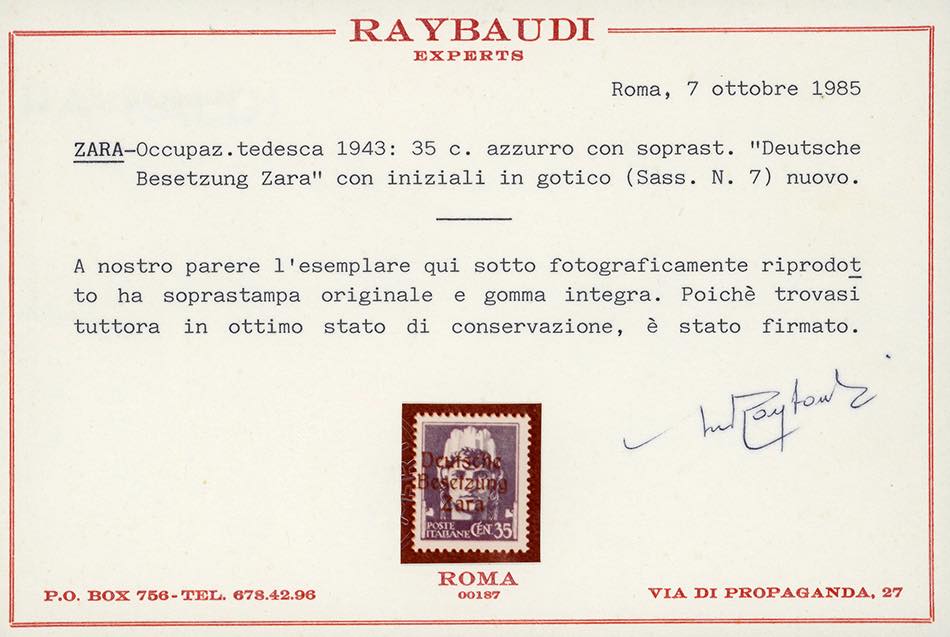 RAYBAUDI
EXPERTS
Roma, 7 ottobre 1985
ZARA-Occupaz.tedesca 1943: 35 c. azzurro con soprast. "Deutsche
Besetzung Zara" con iniziali in gotico (Sass. N. 7) nuovo.
A nostro parere l'esemplare qui sotto fotograficamente riprodot
to ha soprastampa originale e gomma integra. Poichè trovasi
tuttora in ottimo stato di conservazione, è stato firmato.
Deutsche
Besetzung
Zara
POSTE
ITALIANE CEN. 35
ROMA
00187
P.O. BOX 756-TEL. 678.42.96
VIA DI PROPAGANDA, 27